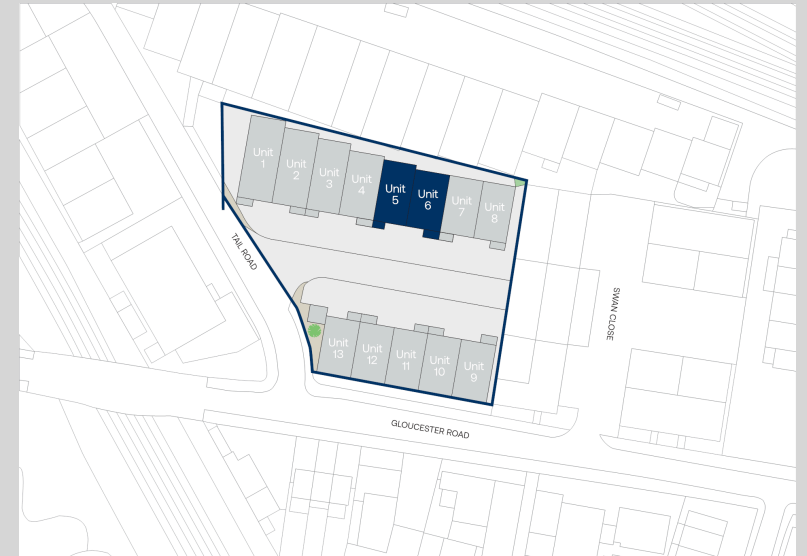 Unit
1
Unit
2
Unit
3
Unit
4
Unit
5
Unit
6
Unit
7
Unit
8
TAIL ROAD
SWAN CLOSE
Unit
13
Unit
12
Unit
11
Unit
10
Unit
9
GLOUCESTER ROAD